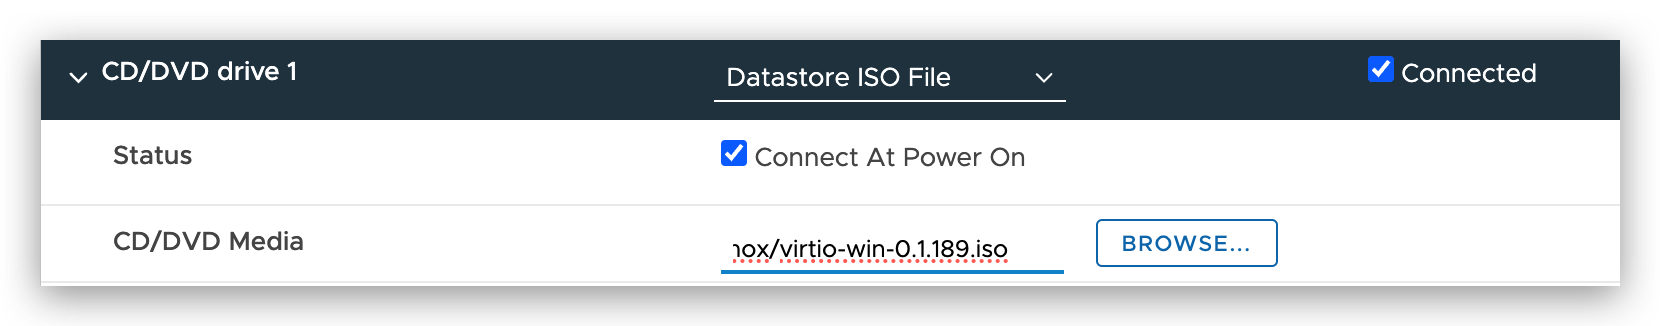 CD/DVD drive 1
Datastore ISO File
Connected
Status
Connect At Power On
CD/DVD Media
nox/virtio-win-0.1.189.iso
BROWSE...